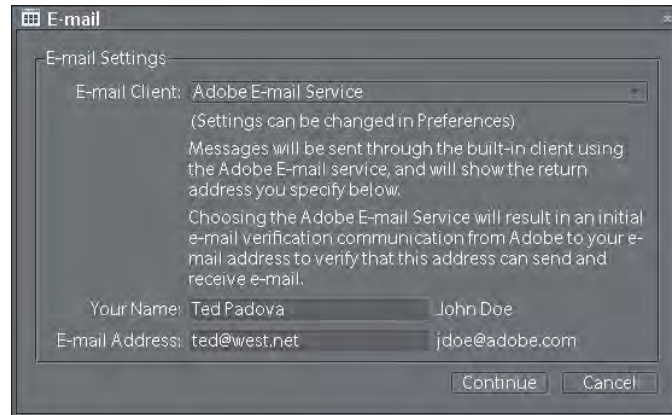 E-mail
E-mail Settings
E-mail Client: Adobe E-mail Service
(Settings can be changed in Preferences)
Messages will be sent through the built-in client using
the Adobe E-mail service, and will show the return
address you specify below.
Choosing the Adobe E-mail Service will result in an initial
e-mail verification communication from Adobe to your e-
mail address to verify that this address can send and
receive e-mail.
Your Name: Ted Padova John Doe
E-mail Address: ted@west.net jdoe@adobe.com
Continue Cancel